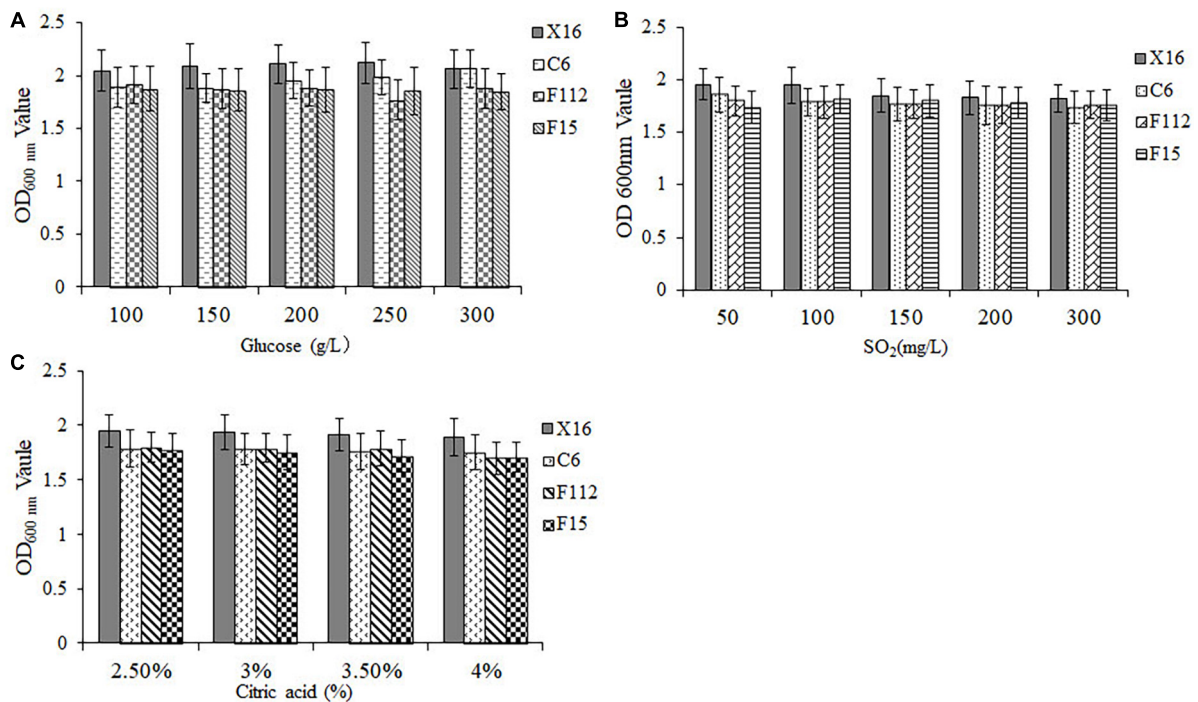 A
2.5
2
1.5
1
0.5
0
OD600 nm Value
100 150 200 250 300
Glucose (g/L)
X16
C6
F112
F15
B
2.5
2
1.5
1
0.5
0
OD 600nm Vaule
50 100 150 200 300
SO2(mg/L)
X16
C6
F112
F15
C
2.5
2
1.5
1
0.5
0
OD600 nm Vaule
2.50% 3% 3.50% 4%
Citric acid (%)
X16
C6
F112
F15